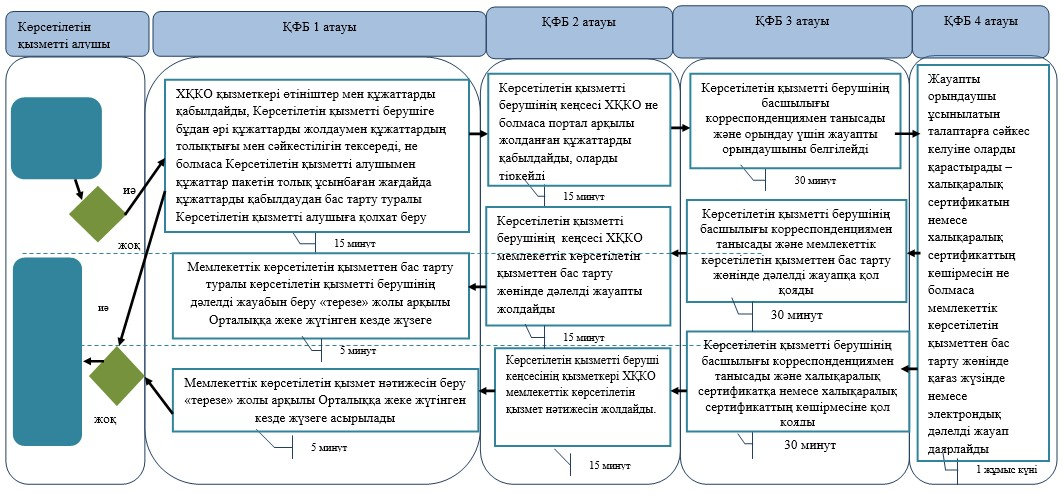 Көрсетілетін
қызметті алушы
ҚФБ 1 атауы
ҚФБ 2 атауы
ҚФБ 3 атауы
ҚФБ 4 атауы
иә
жоқ
иә
жоқ
ХҚКО қызметкері өтініштер мен құжаттарды
қабылдайды, Көрсетілетін қызметті берушіге
бұдан әрі құжаттарды жолдаумен құжаттардың
толықтығы мен сәйкестілігін тексереді, не
болмаса Көрсетілетін қызметті алушымен
құжаттар пакетін толық ұсынбаған жағдайда
құжаттарды қабылдаудан бас тарту туралы
Көрсетілетін қызметті алушыға қолхат беру
15 минут
Мемлекеттік көрсетілетін қызметтен бас тарту
туралы көрсетілетін қызметті берушінің
дәлелді жауабын беру «терезе» жолы арқылы
Орталыққа жеке жүгінген кезде жүзеге
5 минут
Мемлекеттік көрсетілетін қызмет нәтижесін беру
«терезе» жолы арқылы Орталыққа жеке жүгінген
кезде жүзеге асырылады
5 минут
Көрсетілетін қызметті
берушінің кеңсесі ХҚКО не
болмаса портал арқылы
жолданған құжаттарды
қабылдайды, оларды
тіркейді
15 минут
Көрсетілетін қызметті
берушінің кеңсесі ХҚКО
мемлекеттік көрсетілетін
қызметтен бас тарту
жөнінде дәлелді жауапты
жолдайды
15 минут
Көрсетілетін қызметті беруші
кеңсесінің қызметкері ХҚКО
мемлекеттік көрсетілетін
қызмет нәтижесін жолдайды.
15 минут
Көрсетілетін қызметті берушінің
басшылығы
корреспонденциямен танысады
және орындау үшін жауапты
орындаушыны белгілейді
30 минут
Көрсетілетін қызметті берушінің
басшылығы корреспонденциямен
танысады және мемлекеттік
көрсетілетін қызметтен бас тарту
жөнінде дәлелді жауапқа қол
қояды
30 минут
Көрсетілетін қызметті берушінің
басшылығы корреспонденциямен
танысады және халықаралық
сертификатқа немесе халықаралық
сертификаттың көшірмесіне қол
қояды
30 минут
Жауапты
орындаушы
ұсынылатын
талаптарға сәйкес
келуіне оларды
қарастырады –
халықаралық
сертификатын
немесе
халықаралық
сертификаттың
көшірмесін не
болмаса
мемлекеттік
көрсетілетін
қызметтен бас
тарту жөнінде
қағаз жүзінде
немесе
электрондық
дәлелді жауап
даярлайды
1 жұмыс күні